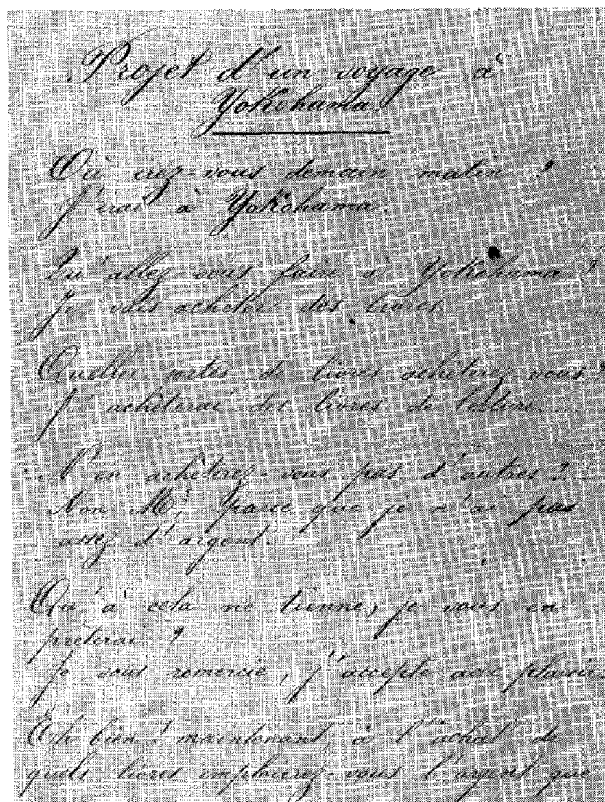 Projet d'un voyage à
Yokohama
Où irez-vous demain matin ?
J'irai à Yokohama.
Qu'allez vous faire à Yokohama ?
Je vais acheter des livres.
Quelles sortes de livres achèterez vous ?
J'achèterai des livres de lecture.
N'en achèterez-vous pas d'autres ?
Non Mr, parce que je n'ai pas
assez d'argent.
Qu'à cela ne tienne, je vous en
prêterai ?
Je vous remercie, j'accepte avec plaisir.
Eh bien ! maintenant, à l'achat de
quels livres emploierez-vous l'argent que